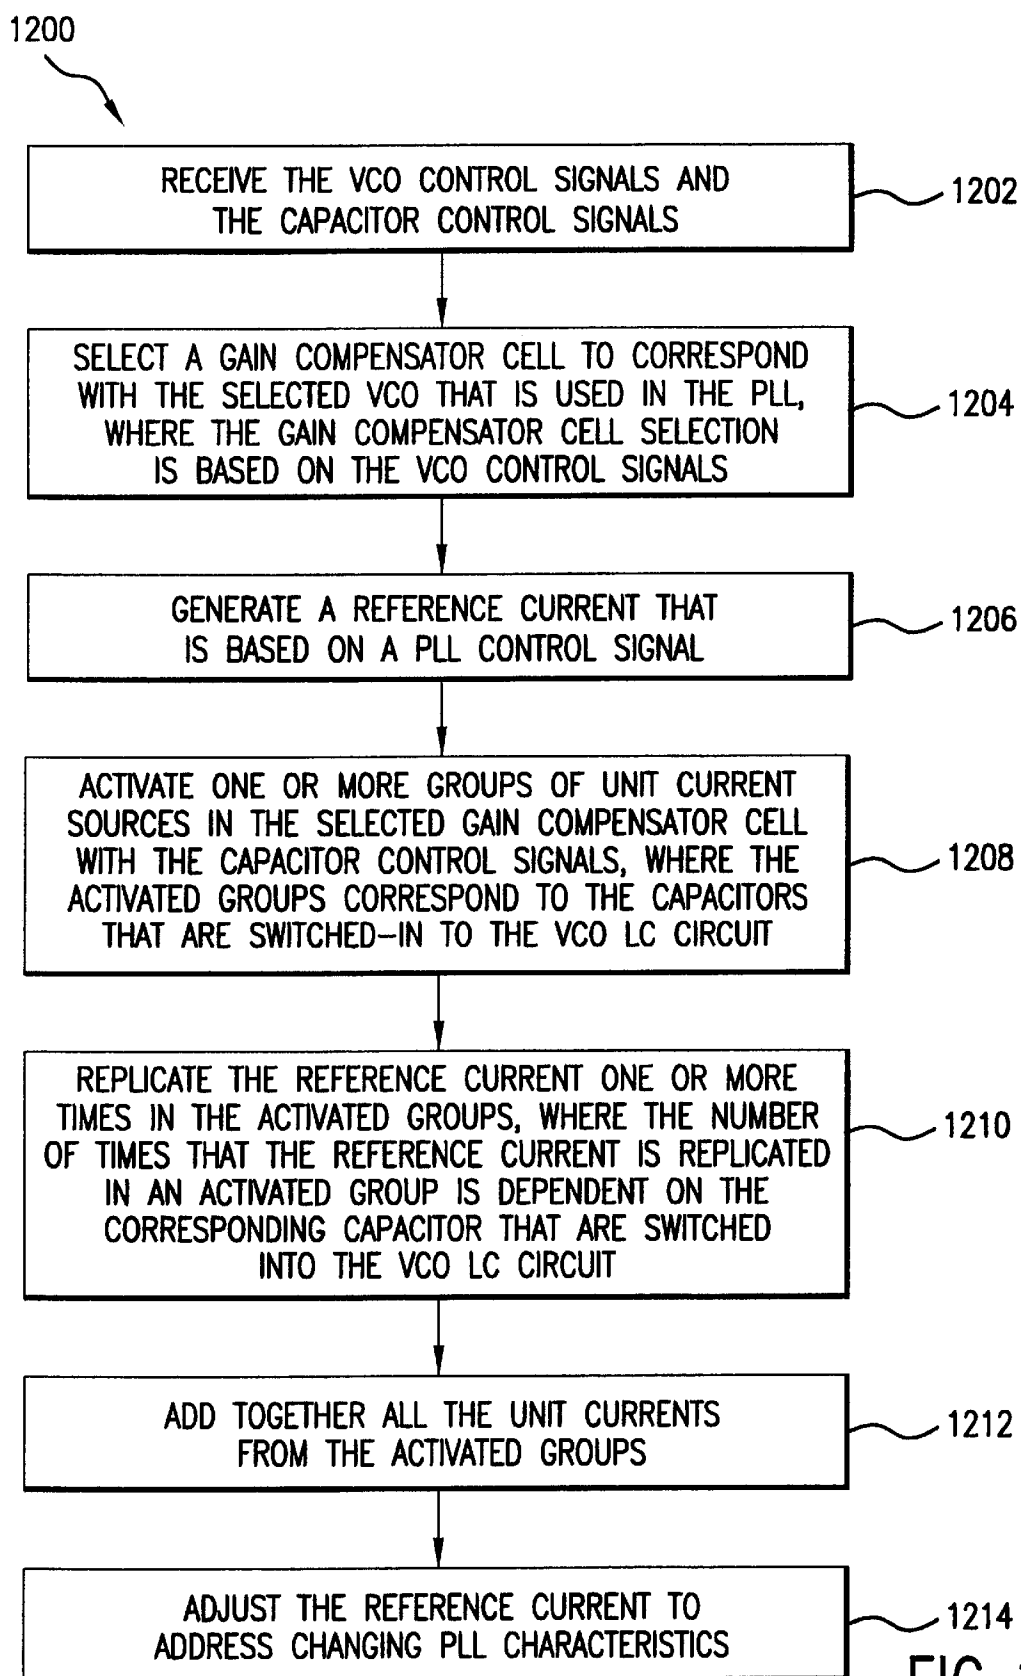 1200
RECEIVE THE VCO CONTROL SIGNALS AND
THE CAPACITOR CONTROL SIGNALS
1202
SELECT A GAIN COMPENSATOR CELL TO CORRESPOND
WITH THE SELECTED VCO THAT IS USED IN THE PLL,
WHERE THE GAIN COMPENSATOR CELL SELECTION
IS BASED ON THE VCO CONTROL SIGNALS
1204
GENERATE A REFERENCE CURRENT THAT
IS BASED ON A PLL CONTROL SIGNAL
1206
ACTIVATE ONE OR MORE GROUPS OF UNIT CURRENT
SOURCES IN THE SELECTED GAIN COMPENSATOR CELL
WITH THE CAPACITOR CONTROL SIGNALS, WHERE THE
ACTIVATED GROUPS CORRESPOND TO THE CAPACITORS
THAT ARE SWITCHED-IN TO THE VCO LC CIRCUIT
1208
REPLICATE THE REFERENCE CURRENT ONE OR MORE
TIMES IN THE ACTIVATED GROUPS, WHERE THE NUMBER
OF TIMES THAT THE REFERENCE CURRENT IS REPLICATED
IN AN ACTIVATED GROUP IS DEPENDENT ON THE
CORRESPONDING CAPACITOR THAT ARE SWITCHED
INTO THE VCO LC CIRCUIT
1210
ADD TOGETHER ALL THE UNIT CURRENTS
FROM THE ACTIVATED GROUPS
1212
ADJUST THE REFERENCE CURRENT TO
ADDRESS CHANGING PLL CHARACTERISTICS
1214
FIG.